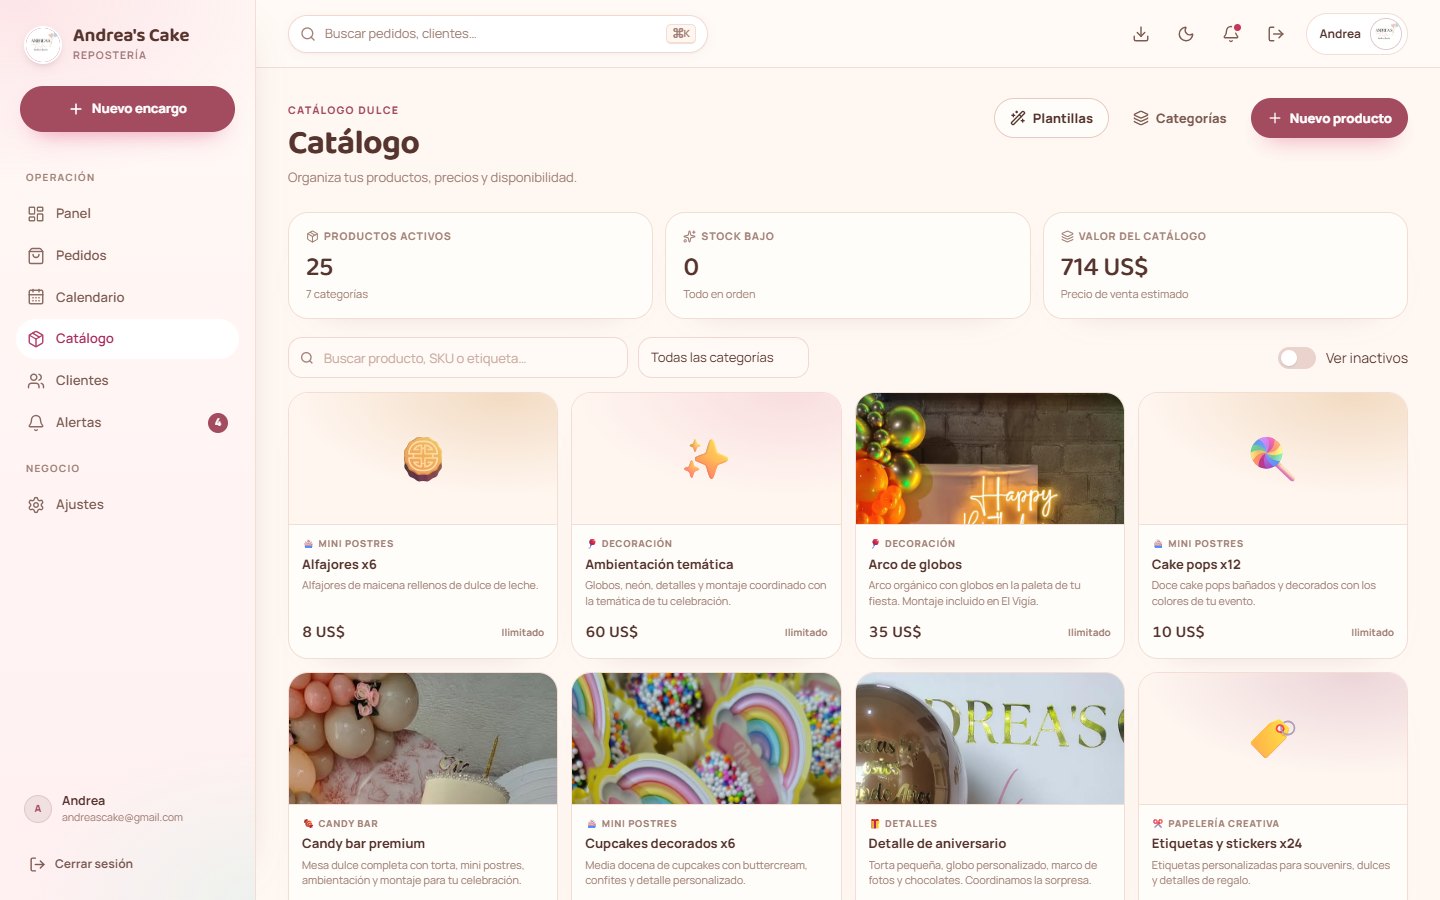 Andrea's Cake
REPOSTERÍA
Nuevo encargo
OPERACIÓN
Panel
Pedidos
Calendario
Catálogo
Clientes
Alertas
4
NEGOCIO
Ajustes
A
Andrea
andreascake@gmail.com
Cerrar sesión
Buscar pedidos, clientes...
⌘K
Andrea
CATÁLOGO DULCE
Catálogo
Organiza tus productos, precios y disponibilidad.
Plantillas
Categorías
Nuevo producto
PRODUCTOS ACTIVOS
25
7 categorías
STOCK BAJO
0
Todo en orden
VALOR DEL CATÁLOGO
714 US$
Precio de venta estimado
Buscar producto, SKU o etiqueta...
Todas las categorías
Ver inactivos
MINI POSTRES
Alfajores x6
Alfajores de maicena rellenos de dulce de leche.
8 US$
Ilimitado
DECORACIÓN
Ambientación temática
Globos, neón, detalles y montaje coordinado con
la temática de tu celebración.
60 US$
Ilimitado
Happy
DECORACIÓN
Arco de globos
Arco orgánico con globos en la paleta de tu
fiesta. Montaje incluido en El Vigía.
35 US$
Ilimitado
MINI POSTRES
Cake pops x12
Doce cake pops bañados y decorados con los
colores de tu evento.
10 US$
Ilimitado
CANDY BAR
Candy bar premium
Mesa dulce completa con torta, mini postres,
ambientación y montaje para tu celebración.
MINI POSTRES
Cupcakes decorados x6
Media docena de cupcakes con buttercream,
confites y detalle personalizado.
DREA'S
DETALLES
Detalle de aniversario
Torta pequeña, globo personalizado, marco de
fotos y chocolates. Coordinamos la sorpresa.
PAPELERÍA CREATIVA
Etiquetas y stickers x24
Etiquetas personalizadas para souvenirs, dulces
y detalles de regalo.